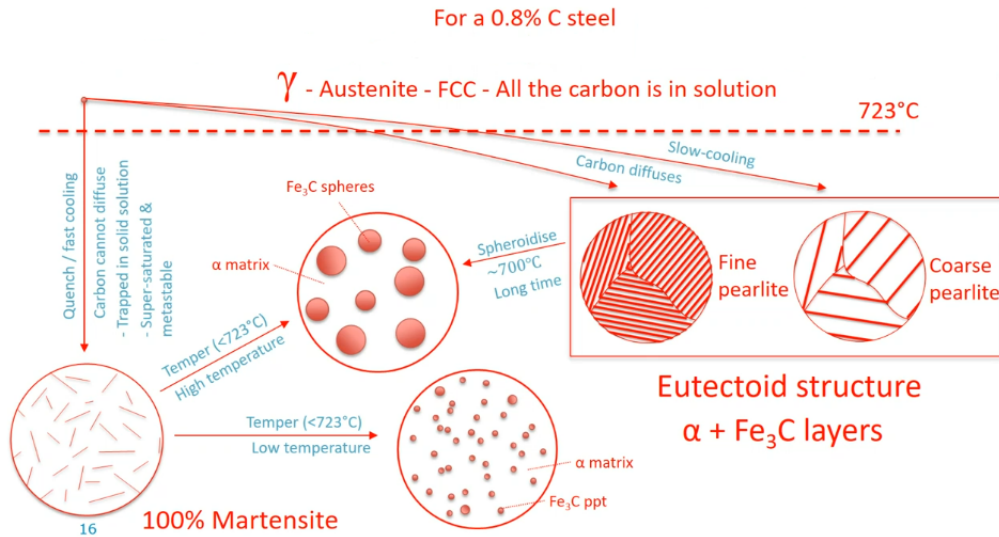 For a 0.8% C steel
γ - Austenite - FCC - All the carbon is in solution
723°C
Slow-cooling
Carbon diffuses
Quench / fast cooling
Carbon cannot diffuse
- Trapped in solid solution
- Super-saturated &
metastable
Fe₃C spheres
α matrix
Spheroidise
~700°C
Long time
Fine
pearlite
Coarse
pearlite
Temper (<723°C)
High temperature
Eutectoid structure
α + Fe₃C layers
Temper (<723°C)
Low temperature
α matrix
Fe₃C ppt
16
100% Martensite